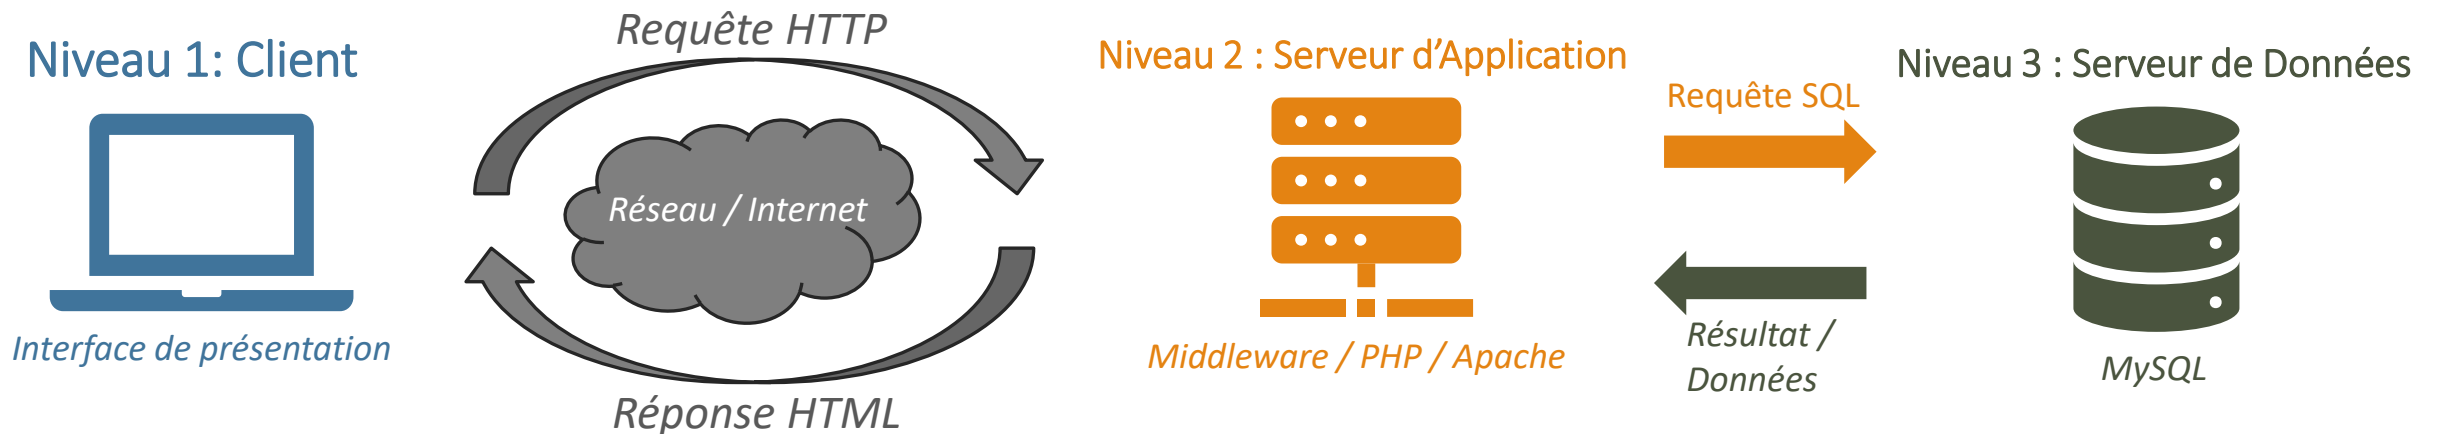 Niveau 1: Client
Interface de présentation
Requête HTTP
Réseau / Internet
Réponse HTML
Niveau 2 : Serveur d’Application
Middleware / PHP / Apache
Requête SQL
Résultat /
Données
Niveau 3 : Serveur de Données
MySQL